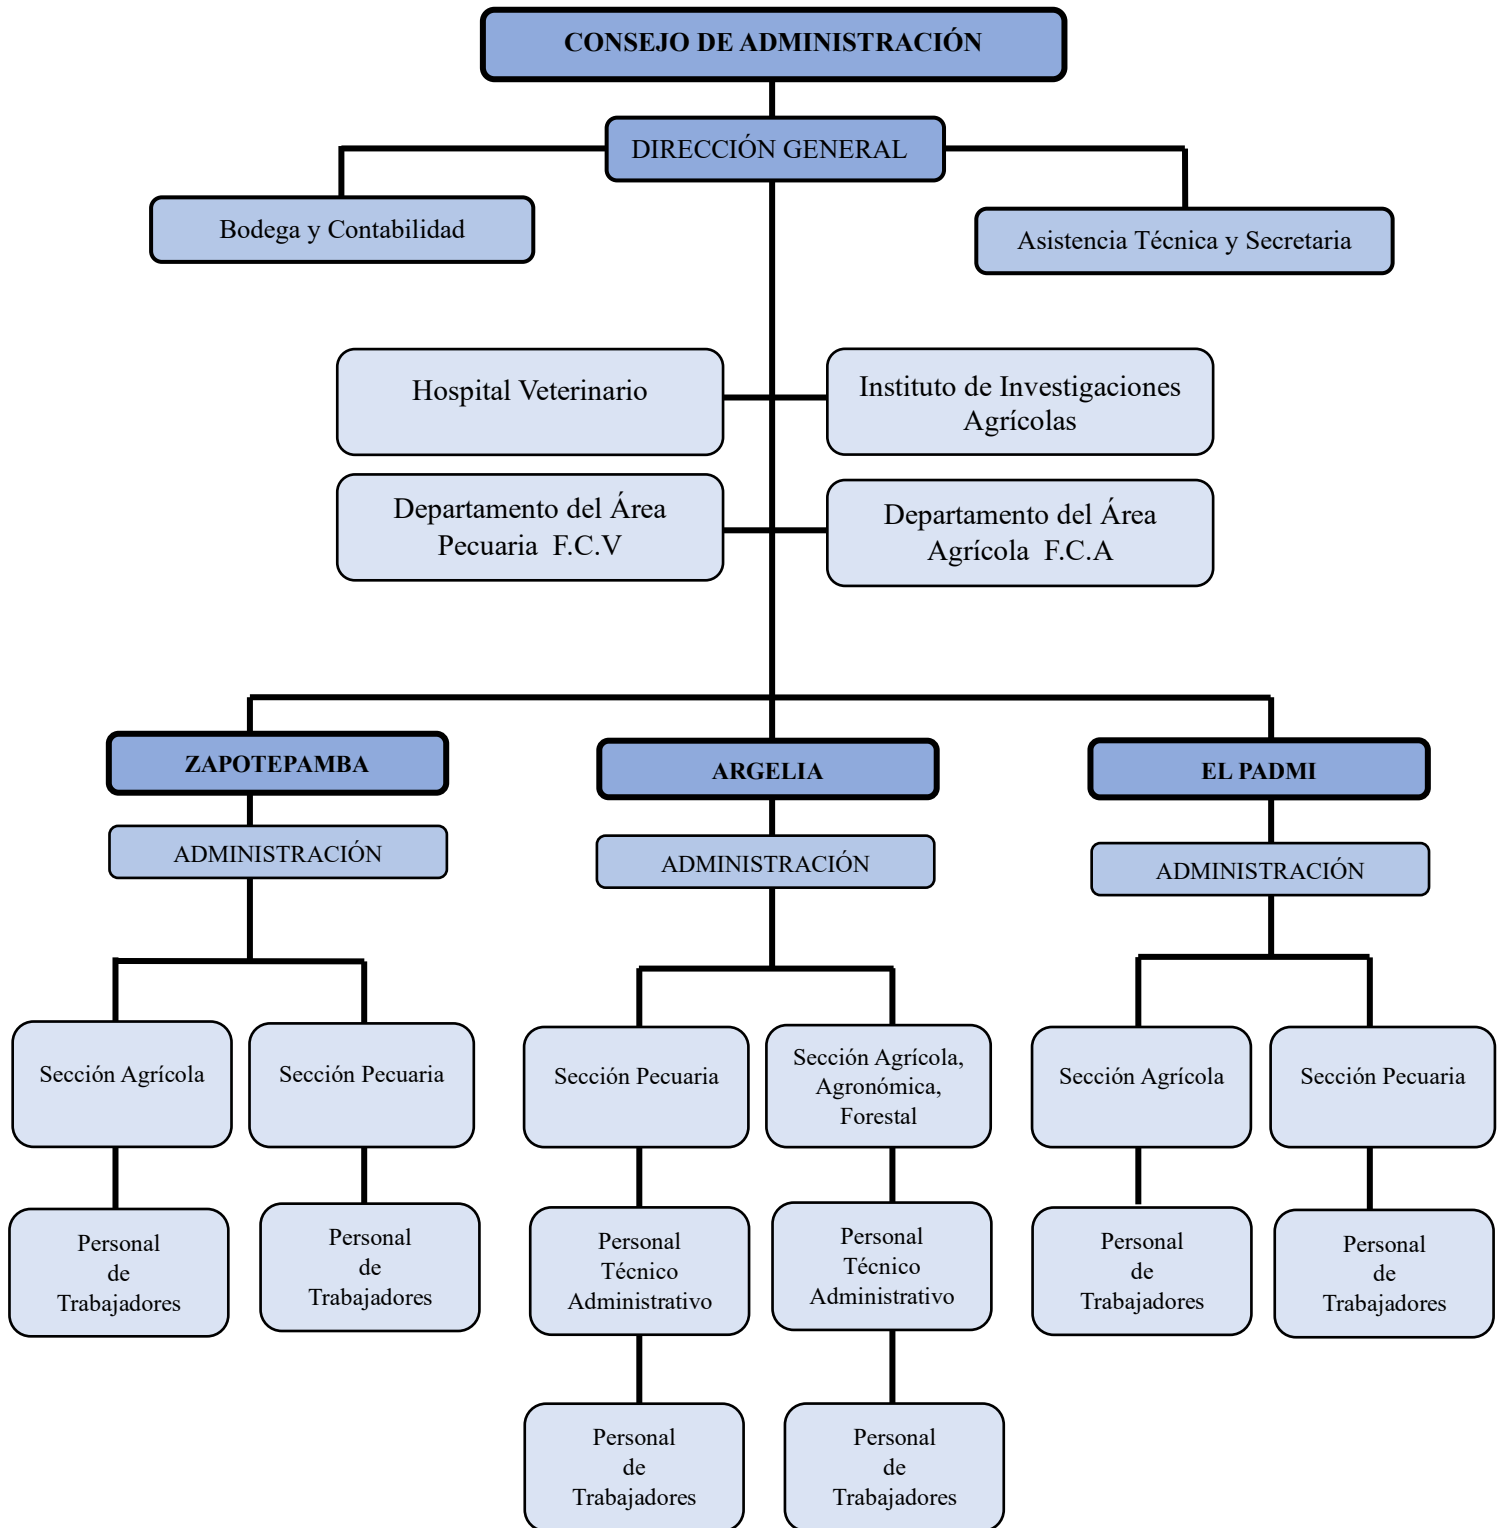 CONSEJO DE ADMINISTRACIÓN
DIRECCIÓN GENERAL
Bodega y Contabilidad
Asistencia Técnica y Secretaria
Hospital Veterinario
Instituto de Investigaciones
Agrícolas
Departamento del Área
Pecuaria F.C.V
Departamento del Área
Agrícola F.C.A
ZAPOTEPAMBA
ARGELIA
EL PADMI
ADMINISTRACIÓN
ADMINISTRACIÓN
ADMINISTRACIÓN
Sección Agrícola
Sección Pecuaria
Sección Pecuaria
Sección Agrícola,
Agronómica,
Forestal
Sección Agrícola
Sección Pecuaria
Personal
de
Trabajadores
Personal
de
Trabajadores
Personal
Técnico
Administrativo
Personal
Técnico
Administrativo
Personal
de
Trabajadores
Personal
de
Trabajadores
Personal
de
Trabajadores
Personal
de
Trabajadores